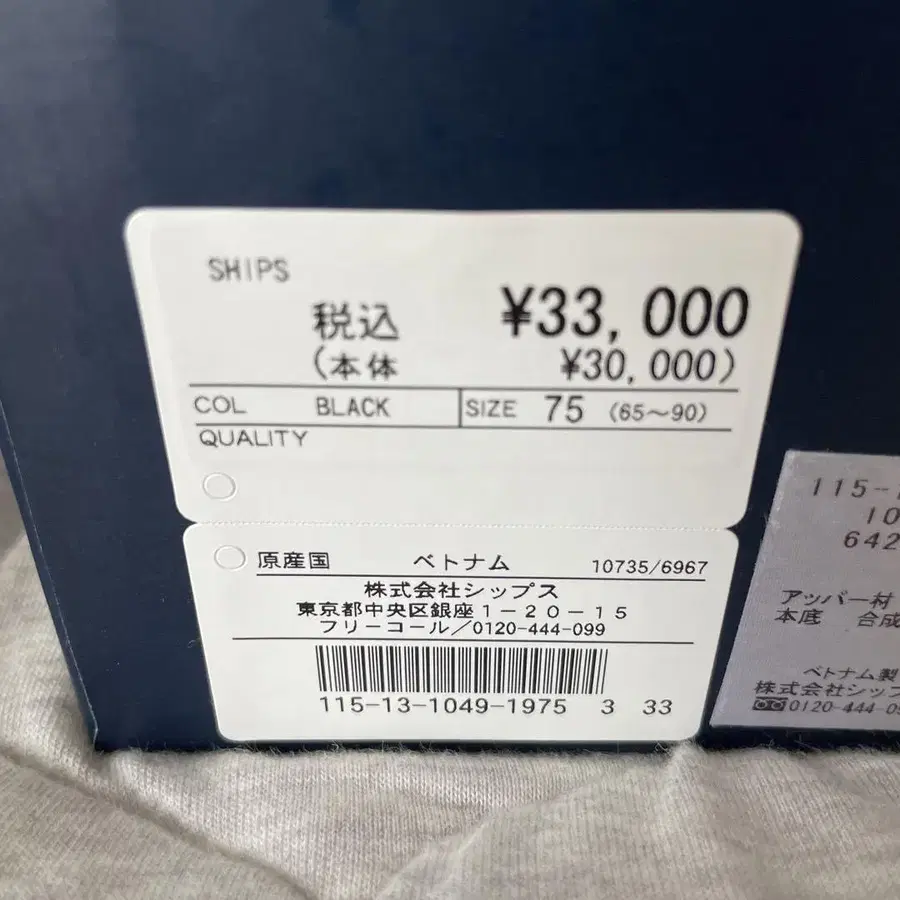 SHIPS
税込 ¥33,000
(本体 ¥30,000)
COL BLACK SIZE 75 (65～90)
QUALITY
原産国 ベトナム 10735/6967
株式会社シップス
東京都中央区銀座1-20-15
フリーコール/0120-444-099
115-13-1049-1975 3 33
115-
10
642
アッパー材
本底 合成
ベトナム製
株式会社シップ
0120-444-0